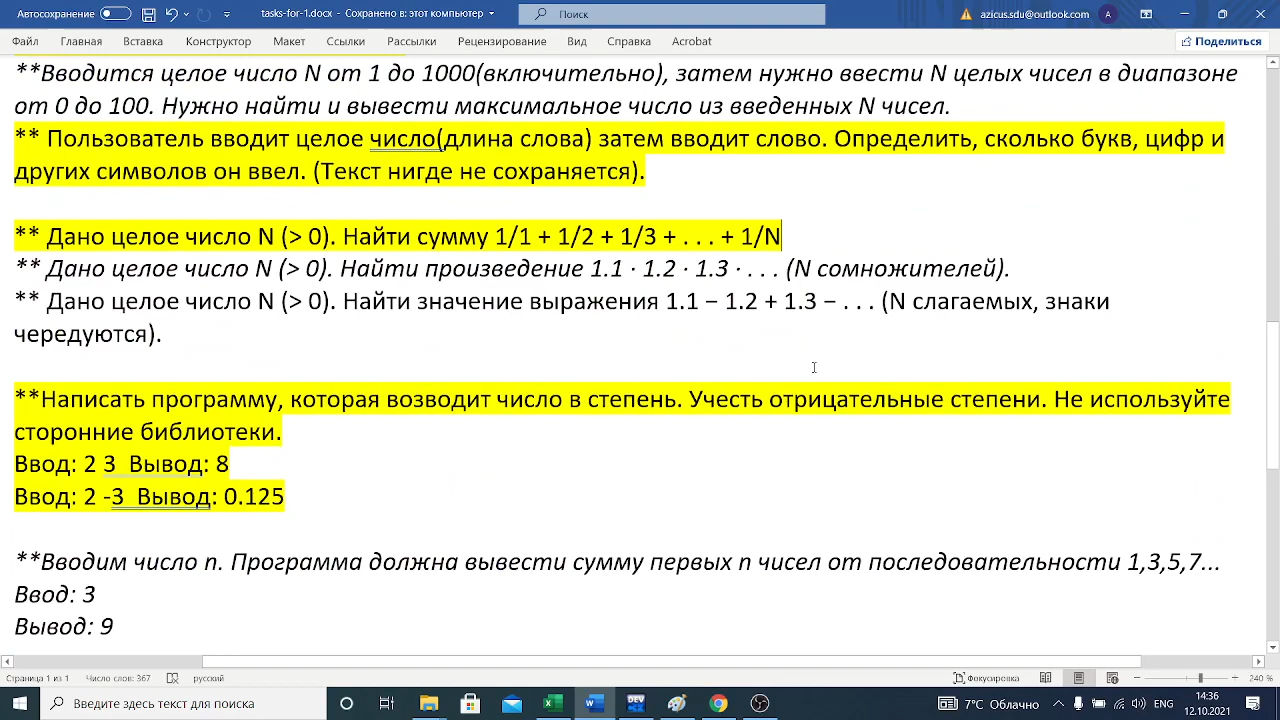 Автосохранение
task-for-1.docx • Сохранен в этот компьютер
Поиск
azicussdu@outlook.com
A
Файл Главная Вставка Конструктор Макет Ссылки Рассылки Рецензирование Вид Справка Acrobat
Поделиться
**Вводится целое число N от 1 до 1000(включительно), затем нужно ввести N целых чисел в диапазоне
от 0 до 100. Нужно найти и вывести максимальное число из введенных N чисел.
** Пользователь вводит целое число(длина слова) затем вводит слово. Определить, сколько букв, цифр и
других символов он ввел. (Текст нигде не сохраняется).
** Дано целое число N (> 0). Найти сумму 1/1 + 1/2 + 1/3 + . . . + 1/N
** Дано целое число N (> 0). Найти произведение 1.1 · 1.2 · 1.3 · . . . (N сомножителей).
** Дано целое число N (> 0). Найти значение выражения 1.1 − 1.2 + 1.3 − . . . (N слагаемых, знаки
чередуются).
**Написать программу, которая возводит число в степень. Учесть отрицательные степени. Не используйте
сторонние библиотеки.
Ввод: 2 3 Вывод: 8
Ввод: 2 -3 Вывод: 0.125
**Вводим число n. Программа должна вывести сумму первых n чисел от последовательности 1,3,5,7...
Ввод: 3
Вывод: 9
Страница 1 из 1
Число слов: 367
русский
Фокусировка
240 %
Введите здесь текст для поиска
DEV
7°C Облачно
РУС
14:36
12.10.2021